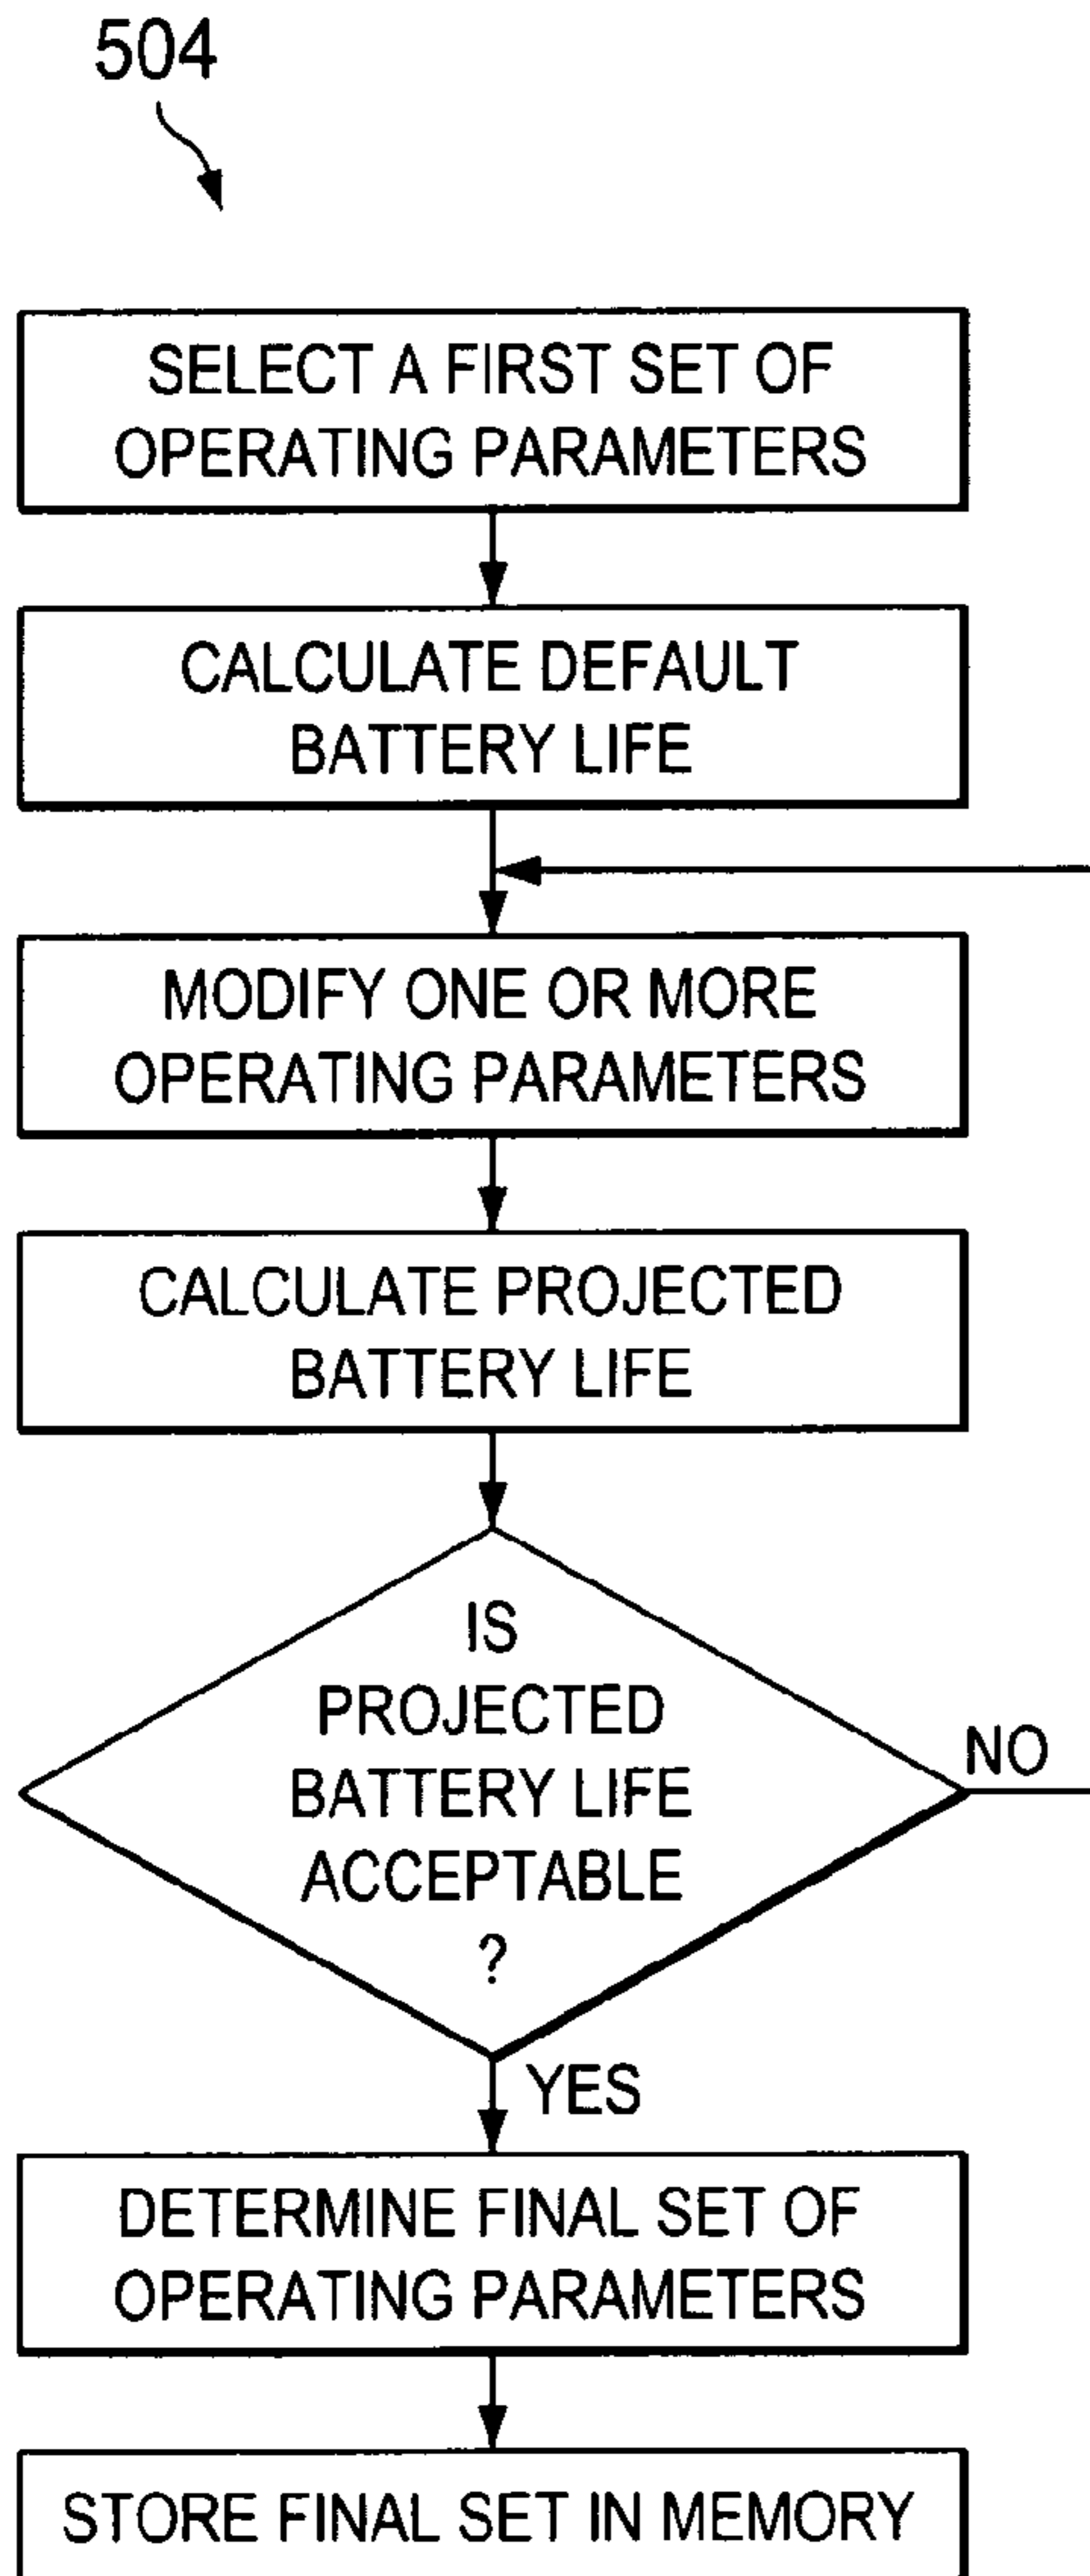 504
SELECT A FIRST SET OF
OPERATING PARAMETERS
CALCULATE DEFAULT
BATTERY LIFE
MODIFY ONE OR MORE
OPERATING PARAMETERS
CALCULATE PROJECTED
BATTERY LIFE
IS
PROJECTED
BATTERY LIFE
ACCEPTABLE
?
NO
YES
DETERMINE FINAL SET OF
OPERATING PARAMETERS
STORE FINAL SET IN MEMORY